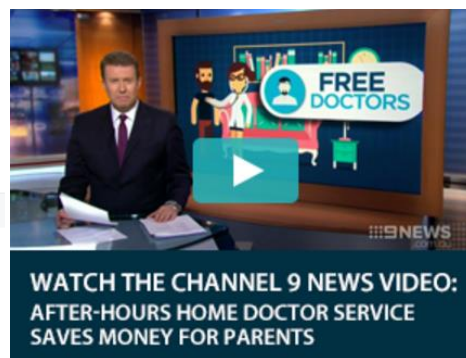 FREE
DOCTORS
9NEWS
.com.au
WATCH THE CHANNEL 9 NEWS VIDEO:
AFTER-HOURS HOME DOCTOR SERVICE
SAVES MONEY FOR PARENTS